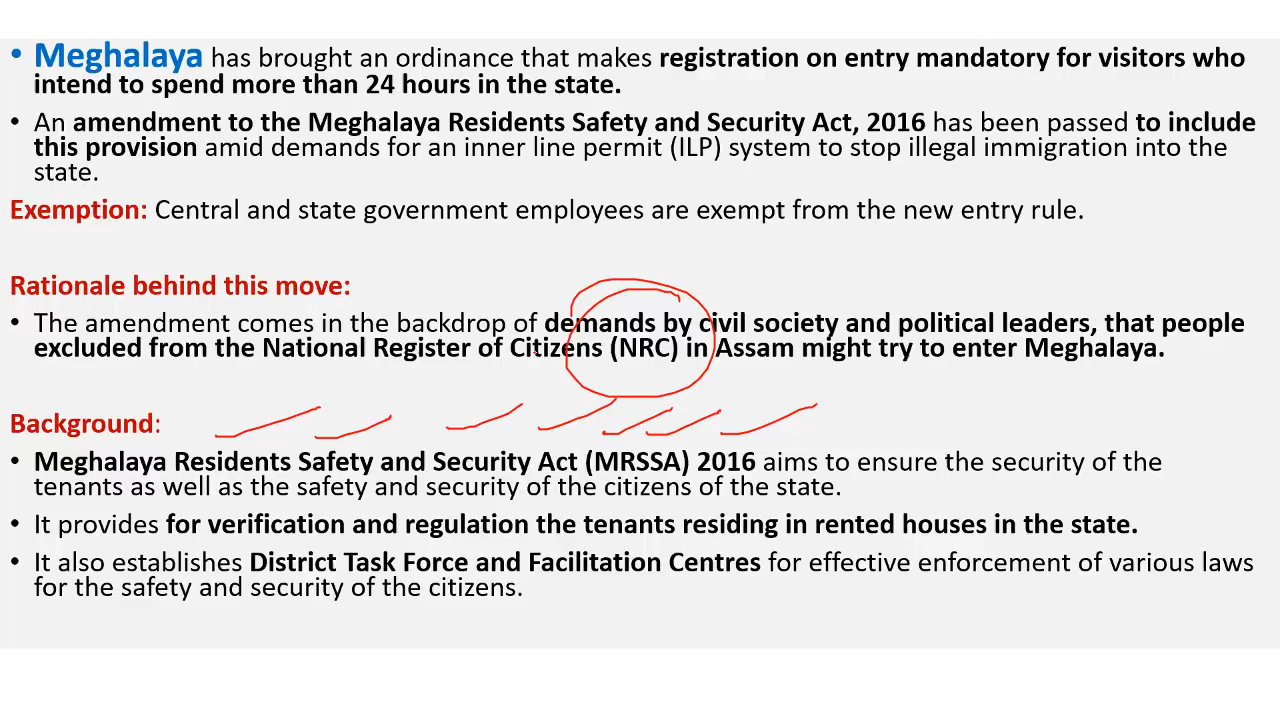 • Meghalaya has brought an ordinance that makes registration on entry mandatory for visitors who
intend to spend more than 24 hours in the state.
• An amendment to the Meghalaya Residents Safety and Security Act, 2016 has been passed to include
this provision amid demands for an inner line permit (ILP) system to stop illegal immigration into the
state.
Exemption: Central and state government employees are exempt from the new entry rule.
Rationale behind this move:
• The amendment comes in the backdrop of demands by civil society and political leaders, that people
excluded from the National Register of Citizens (NRC) in Assam might try to enter Meghalaya.
Background:
• Meghalaya Residents Safety and Security Act (MRSSA) 2016 aims to ensure the security of the
tenants as well as the safety and security of the citizens of the state.
• It provides for verification and regulation the tenants residing in rented houses in the state.
• It also establishes District Task Force and Facilitation Centres for effective enforcement of various laws
for the safety and security of the citizens.